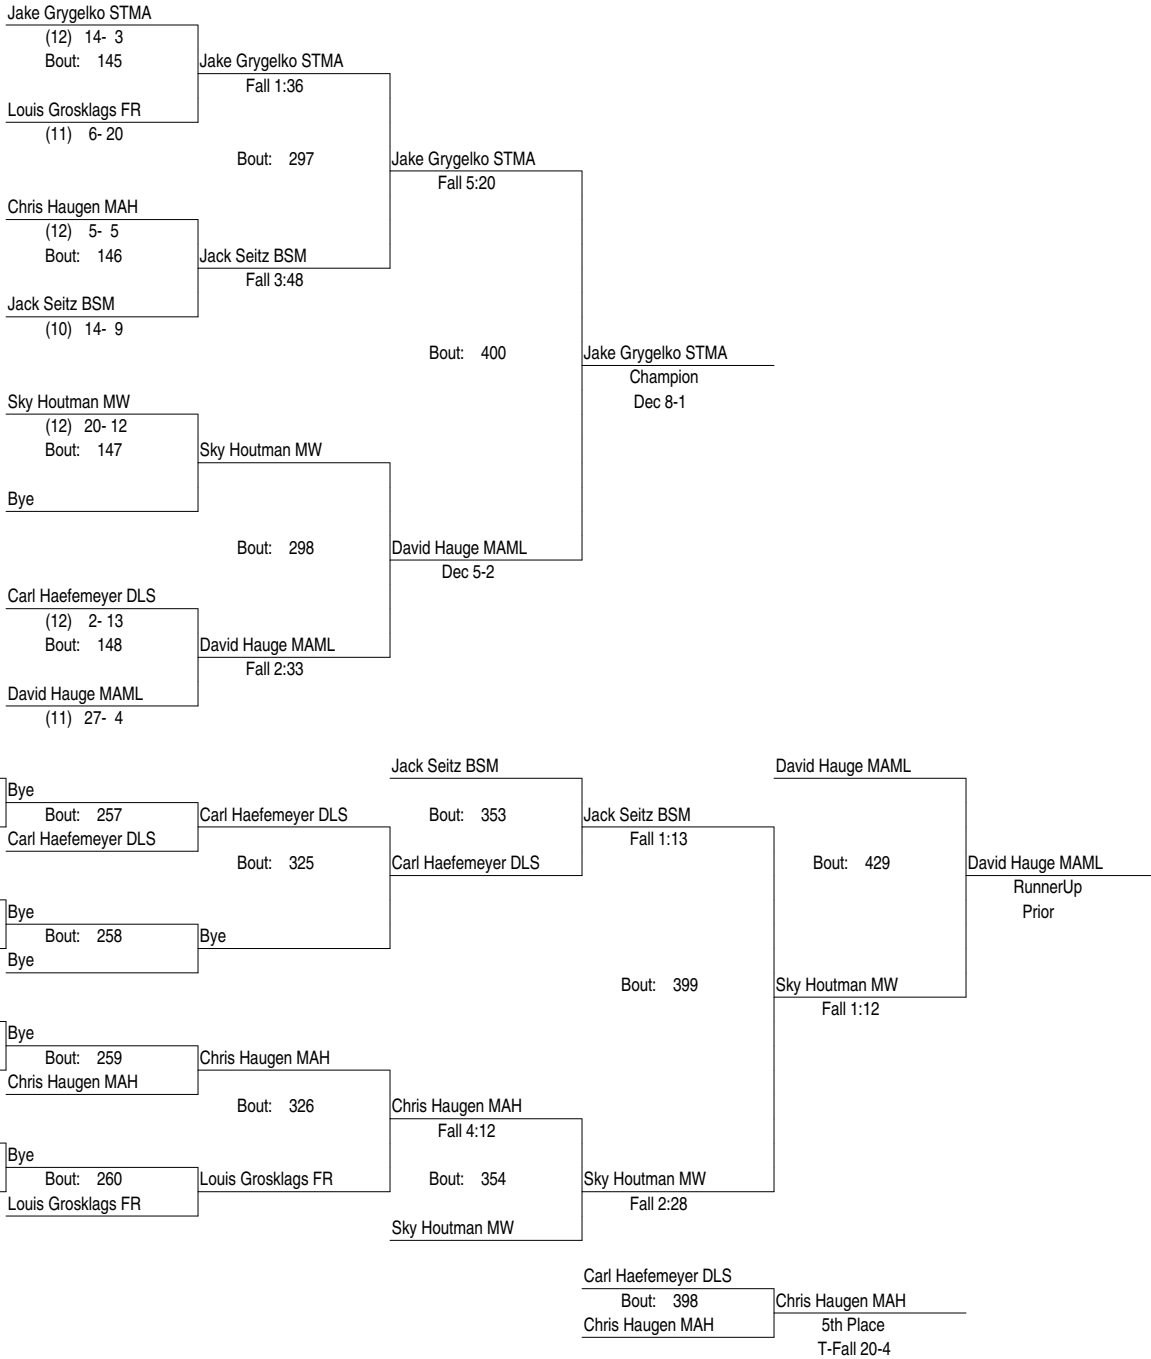 Jake Grygelko STMA
(12) 14- 3
Bout: 145
Jake Grygelko STMA
Fall 1:36
Louis Grosklags FR
(11) 6- 20
Bout: 297
Jake Grygelko STMA
Fall 5:20
Chris Haugen MAH
(12) 5- 5
Bout: 146
Jack Seitz BSM
Fall 3:48
Jack Seitz BSM
(10) 14- 9
Bout: 400
Jake Grygelko STMA
Champion
Dec 8-1
Sky Houtman MW
(12) 20- 12
Bout: 147
Sky Houtman MW
Bye
Bout: 298
David Hauge MAML
Dec 5-2
Carl Haefemeyer DLS
(12) 2- 13
Bout: 148
David Hauge MAML
Fall 2:33
David Hauge MAML
(11) 27- 4
Jack Seitz BSM
David Hauge MAML
Bye
Bout: 257
Carl Haefemeyer DLS
Bout: 353
Jack Seitz BSM
Fall 1:13
Carl Haefemeyer DLS
Bout: 325
Carl Haefemeyer DLS
Bout: 429
David Hauge MAML
RunnerUp
Prior
Bye
Bout: 258
Bye
Bye
Bout: 399
Sky Houtman MW
Fall 1:12
Bye
Bout: 259
Chris Haugen MAH
Chris Haugen MAH
Bout: 326
Chris Haugen MAH
Fall 4:12
Bye
Bout: 260
Louis Grosklags FR
Bout: 354
Sky Houtman MW
Fall 2:28
Louis Grosklags FR
Sky Houtman MW
Carl Haefemeyer DLS
Bout: 398
Chris Haugen MAH
Chris Haugen MAH
5th Place
T-Fall 20-4